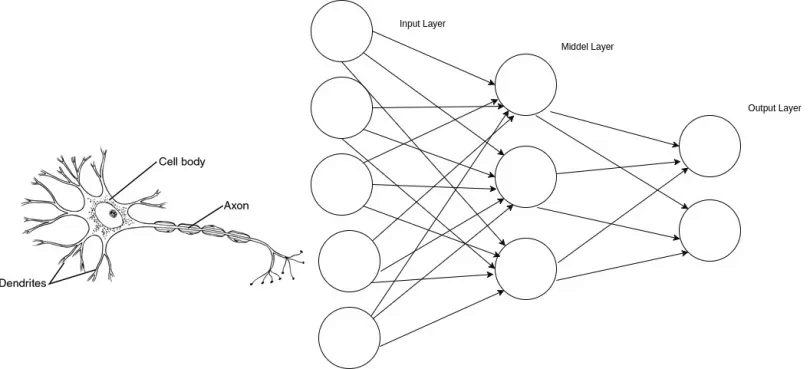 Input Layer
Middel Layer
Output Layer
Cell body
Axon
Dendrites